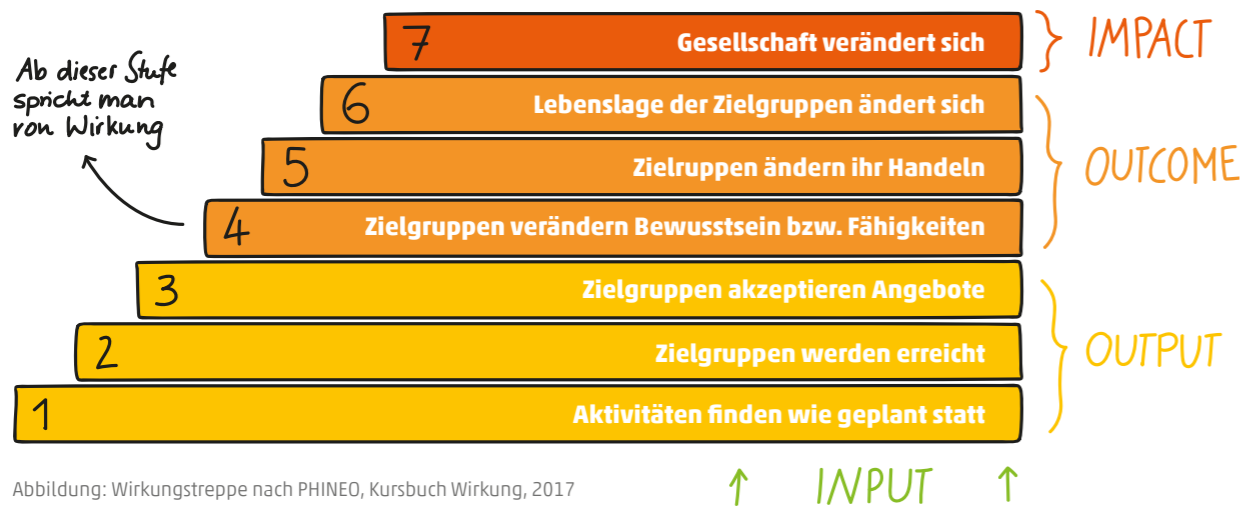 7 Gesellschaft verändert sich
IMPACT
Ab dieser Stufe
spricht man
von Wirkung
6 Lebenslage der Zielgruppen ändert sich
5 Zielruppen ändern ihr Handeln
OUTCOME
4 Zielgruppen verändern Bewusstsein bzw. Fähigkeiten
3 Zielgruppen akzeptieren Angebote
2 Zielgruppen werden erreicht
OUTPUT
1 Aktivitäten finden wie geplant statt
INPUT
Abbildung: Wirkungstreppe nach PHINEO, Kursbuch Wirkung, 2017